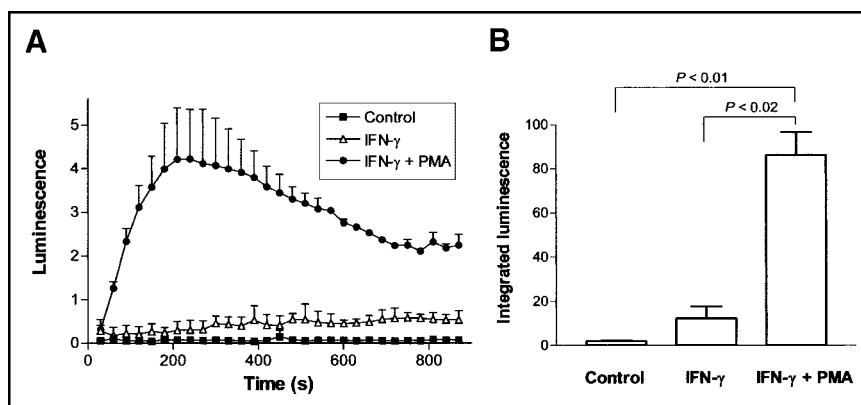 A
Luminescence
5
4
3
2
1
0
0
200
400
600
800
Time (s)
Control
IFN-γ
IFN-γ + PMA
B
P < 0.01
P < 0.02
Integrated luminescence
100
80
60
40
20
0
Control
IFN-γ
IFN-γ + PMA